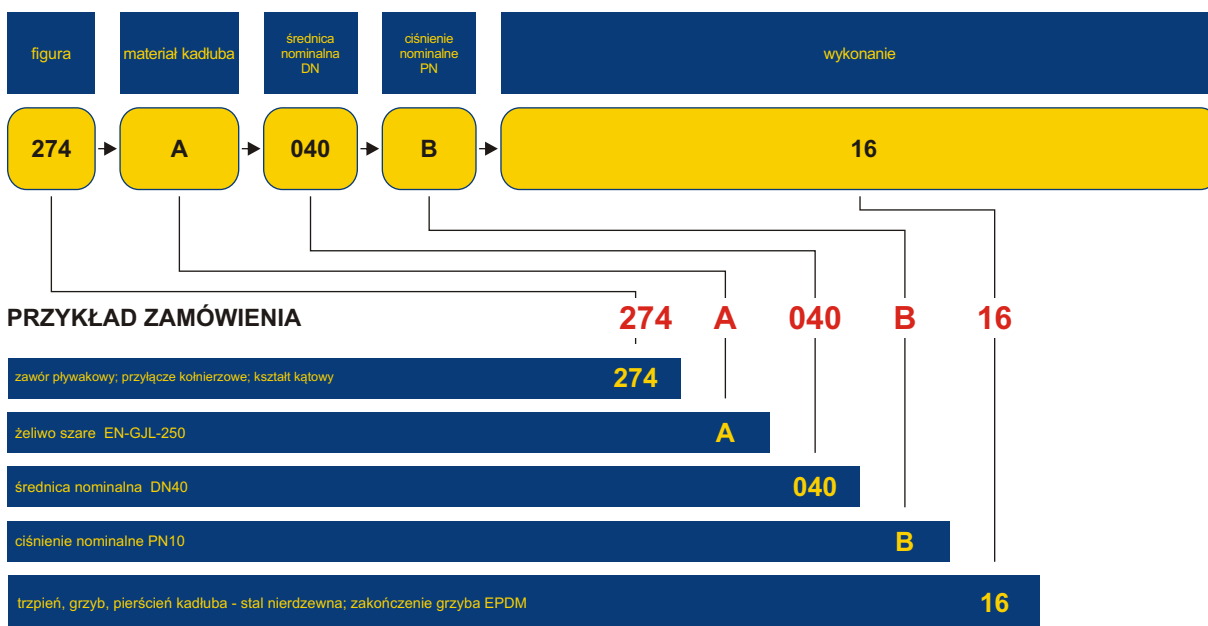 figura
materiał kadłuba
średnica
nominalna
DN
ciśnienie
nominalne
PN
wykonanie
274
A
040
B
16
PRZYKŁAD ZAMÓWIENIA
274 A 040 B 16
zawór pływakowy; przyłącze kołnierzowe; kształt kątowy 274
żeliwo szare EN-GJL-250 A
średnica nominalna DN40 040
ciśnienie nominalne PN10 B
trzpień, grzyb, pierścień kadłuba - stal nierdzewna; zakończenie grzyba EPDM 16